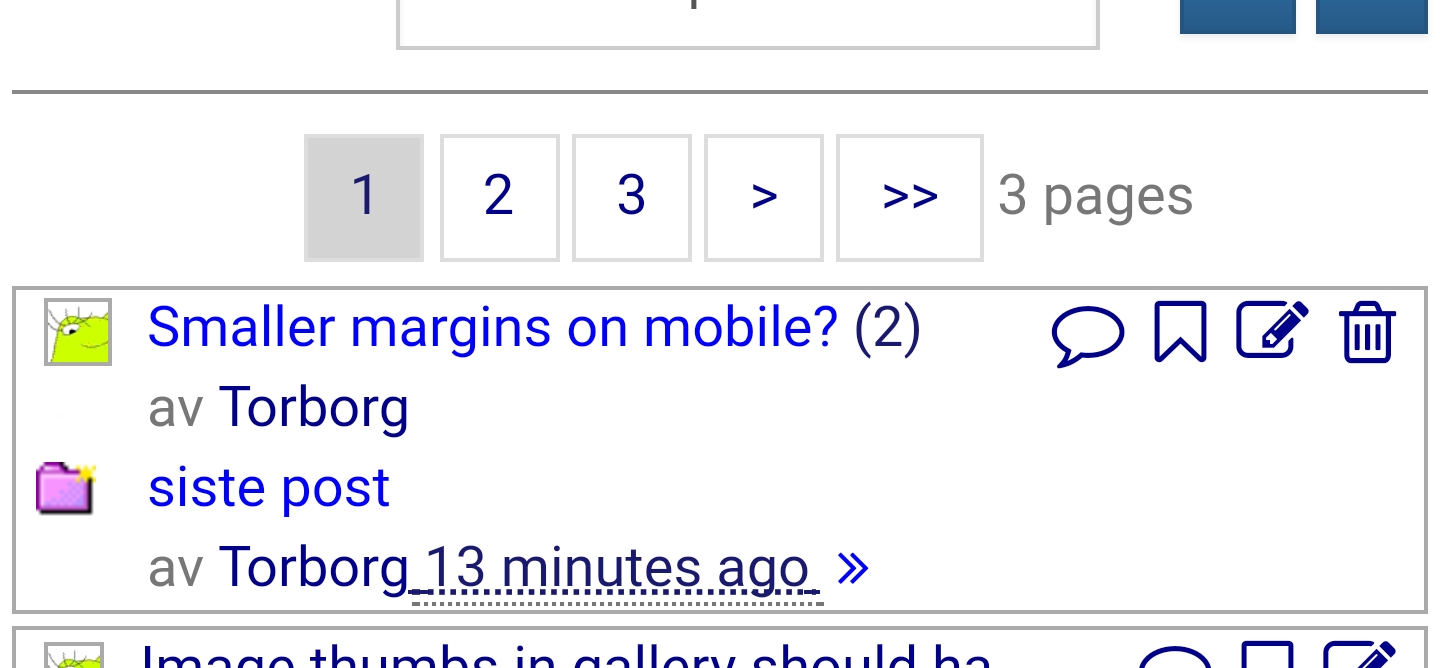 1 2 3 > >> 3 pages
Smaller margins on mobile? (2)
av Torborg
siste post
av Torborg 13 minutes ago »
Image thumbs in gallery should ha